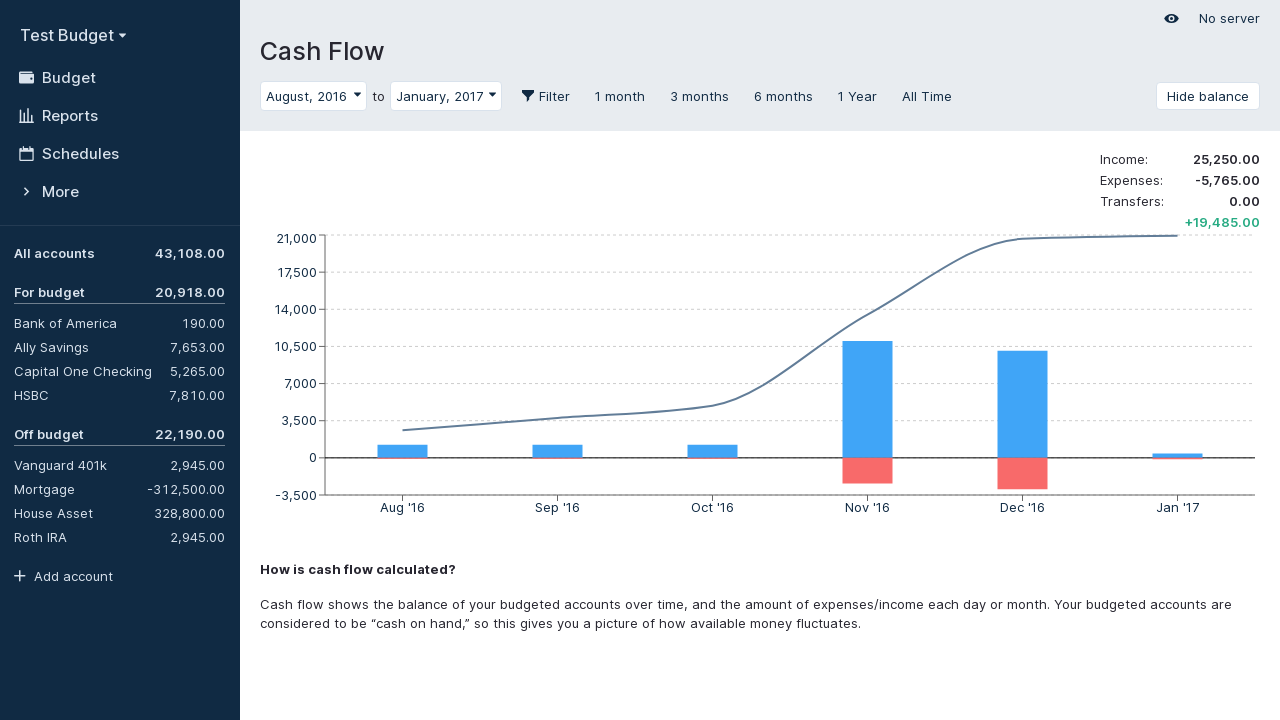 Test Budget
Budget
Reports
Schedules
More
All accounts 43,108.00
For budget 20,918.00
Bank of America 190.00
Ally Savings 7,653.00
Capital One Checking 5,265.00
HSBC 7,810.00
Off budget 22,190.00
Vanguard 401k 2,945.00
Mortgage -312,500.00
House Asset 328,800.00
Roth IRA 2,945.00
Add account
No server
Cash Flow
August, 2016 to January, 2017 Filter 1 month 3 months 6 months 1 Year All Time Hide balance
Income: 25,250.00
Expenses: -5,765.00
Transfers: 0.00
+19,485.00
21,000
17,500
14,000
10,500
7,000
3,500
0
-3,500
Aug '16 Sep '16 Oct '16 Nov '16 Dec '16 Jan '17
How is cash flow calculated?
Cash flow shows the balance of your budgeted accounts over time, and the amount of expenses/income each day or month. Your budgeted accounts are
considered to be “cash on hand,” so this gives you a picture of how available money fluctuates.